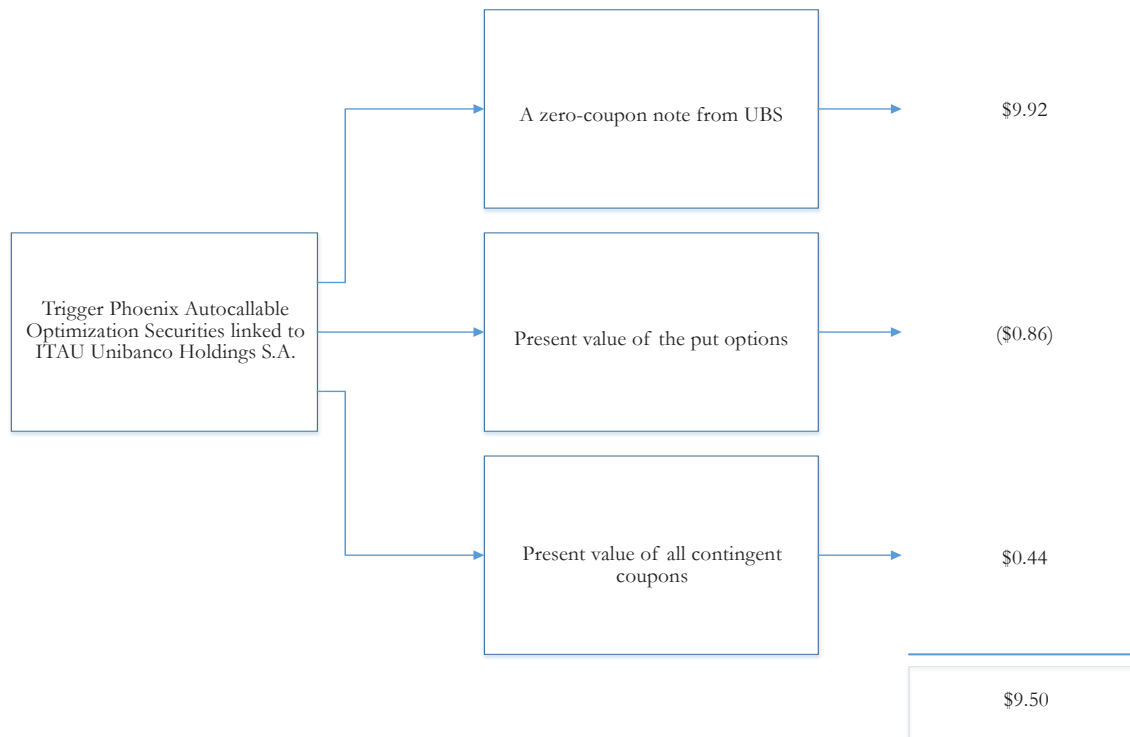 A zero-coupon note from UBS
$9.92
Trigger Phoenix Autocallable
Optimization Securities linked to
ITAU Unibanco Holdings S.A.
Present value of the put options
($0.86)
Present value of all contingent
coupons
$0.44
$9.50